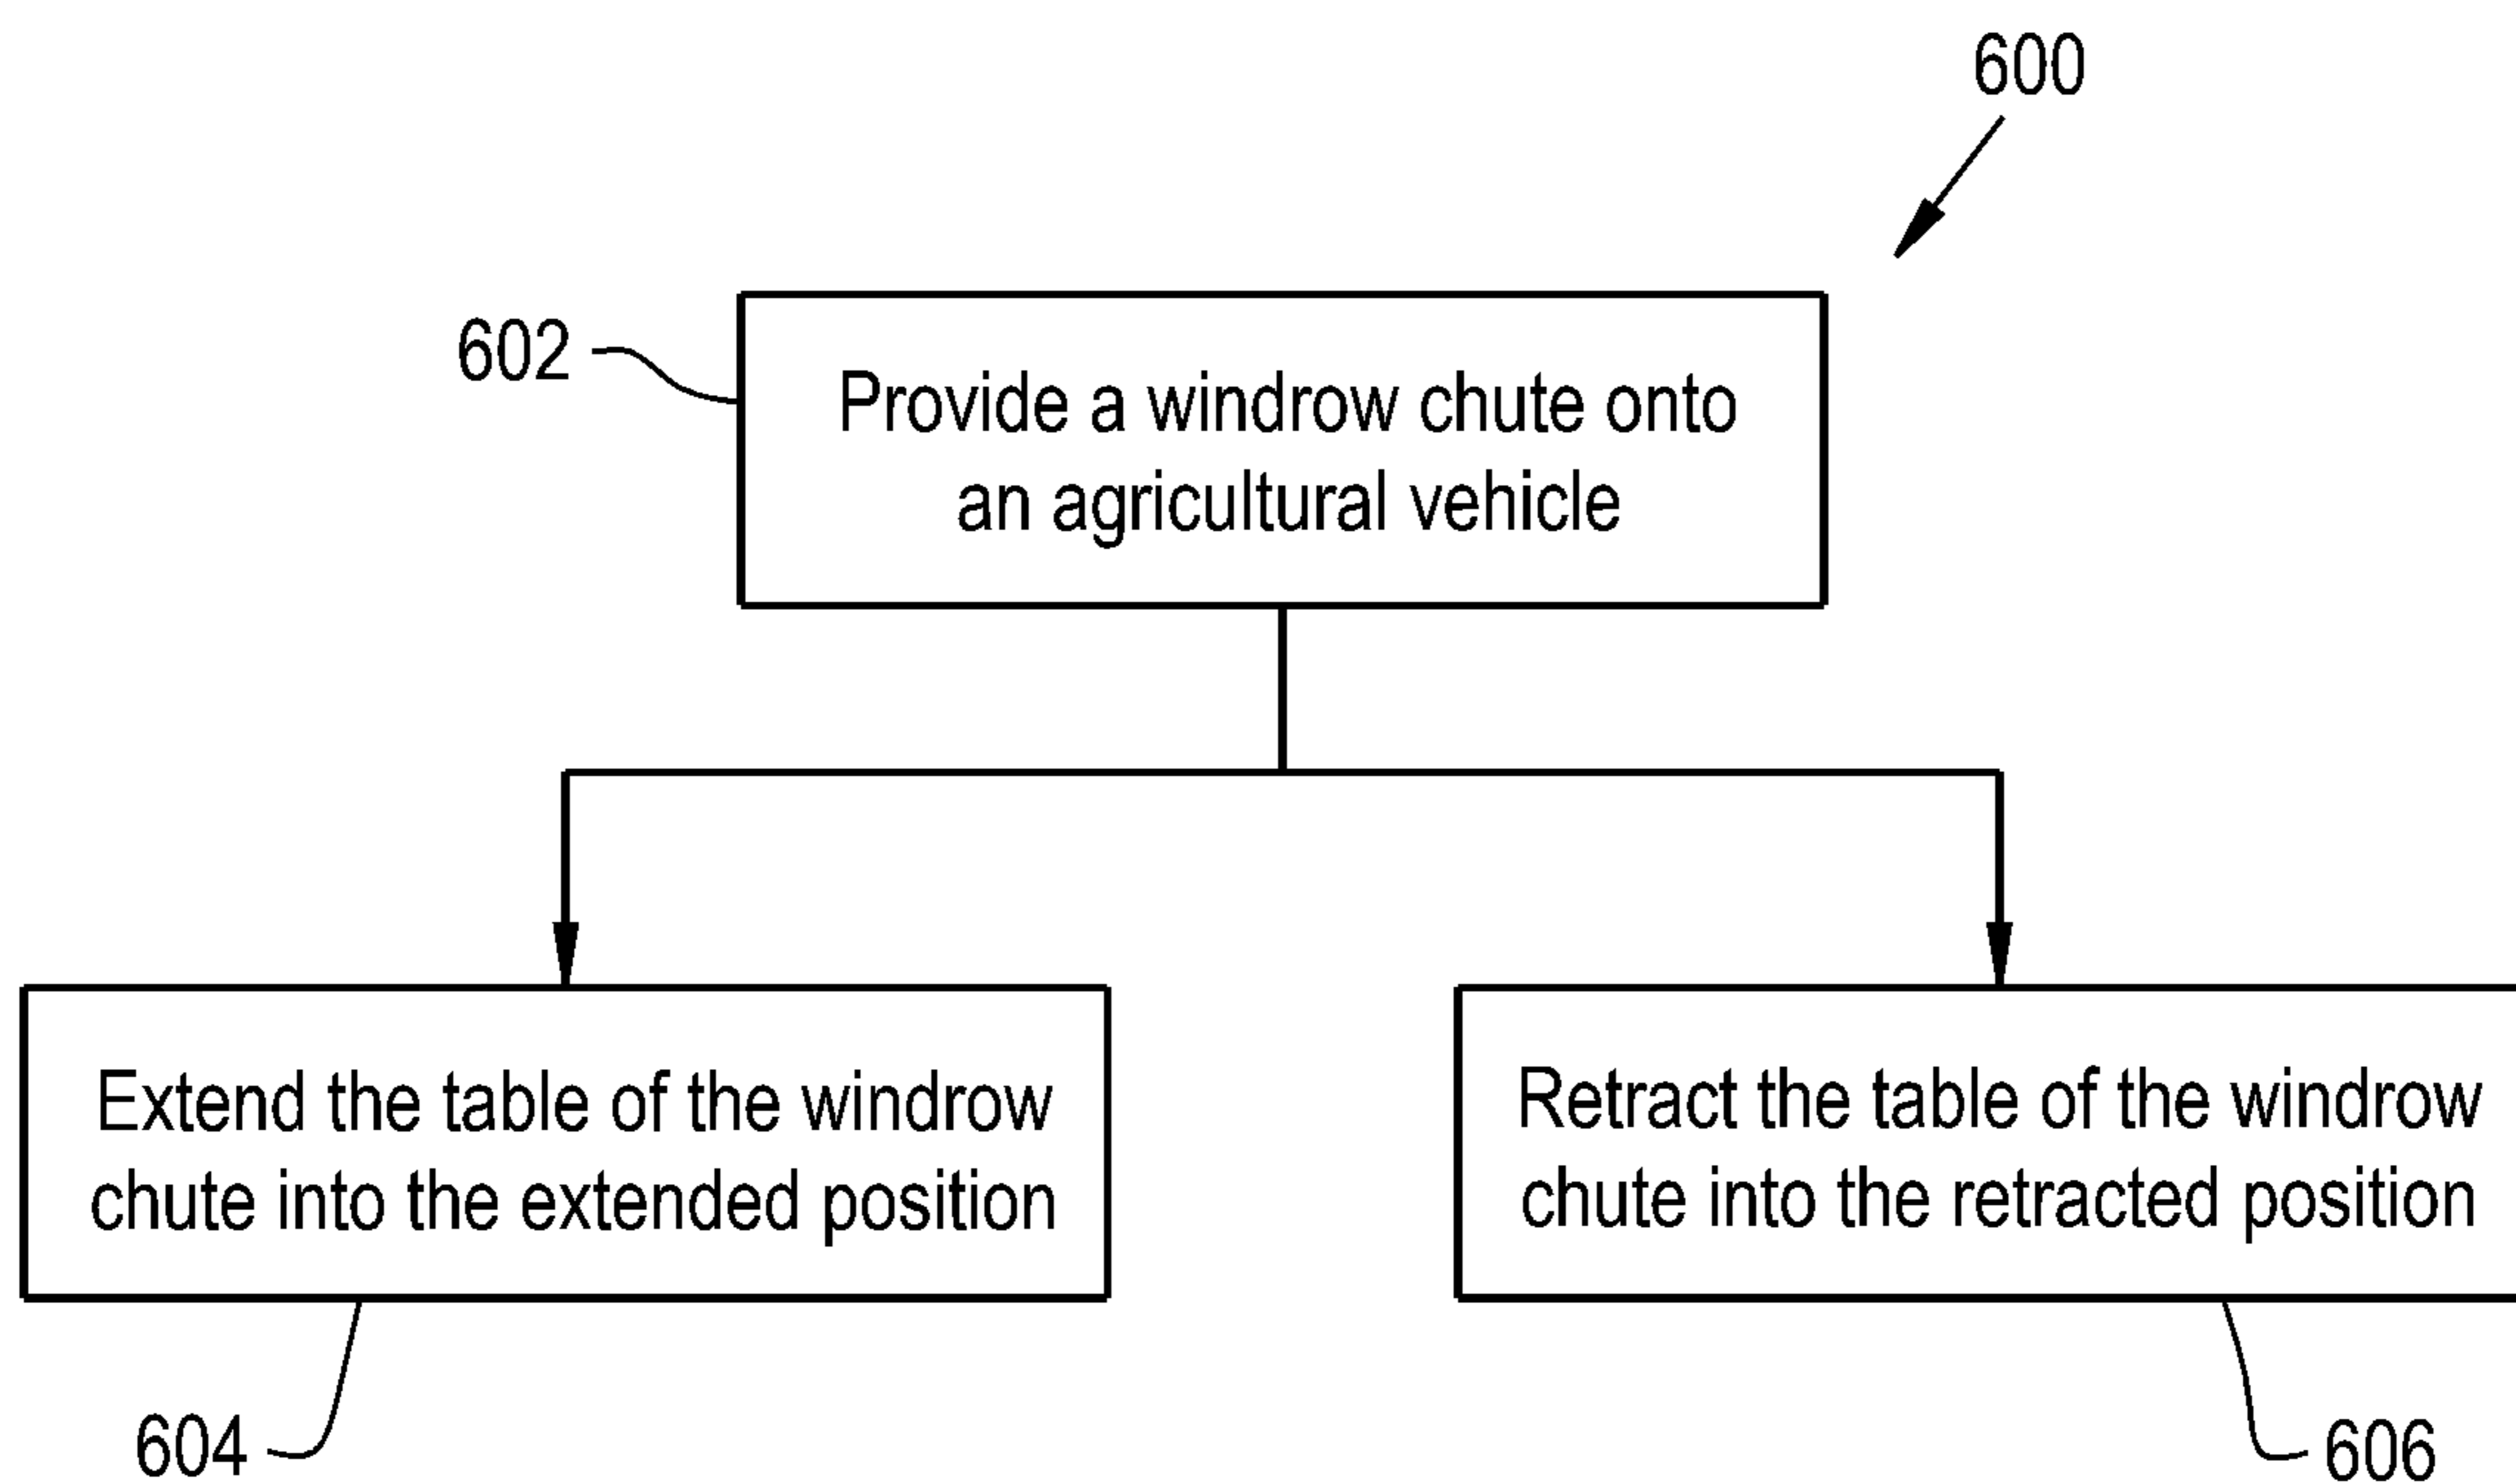 600
602
Provide a windrow chute onto
an agricultural vehicle
Extend the table of the windrow
chute into the extended position
Retract the table of the windrow
chute into the retracted position
604
606